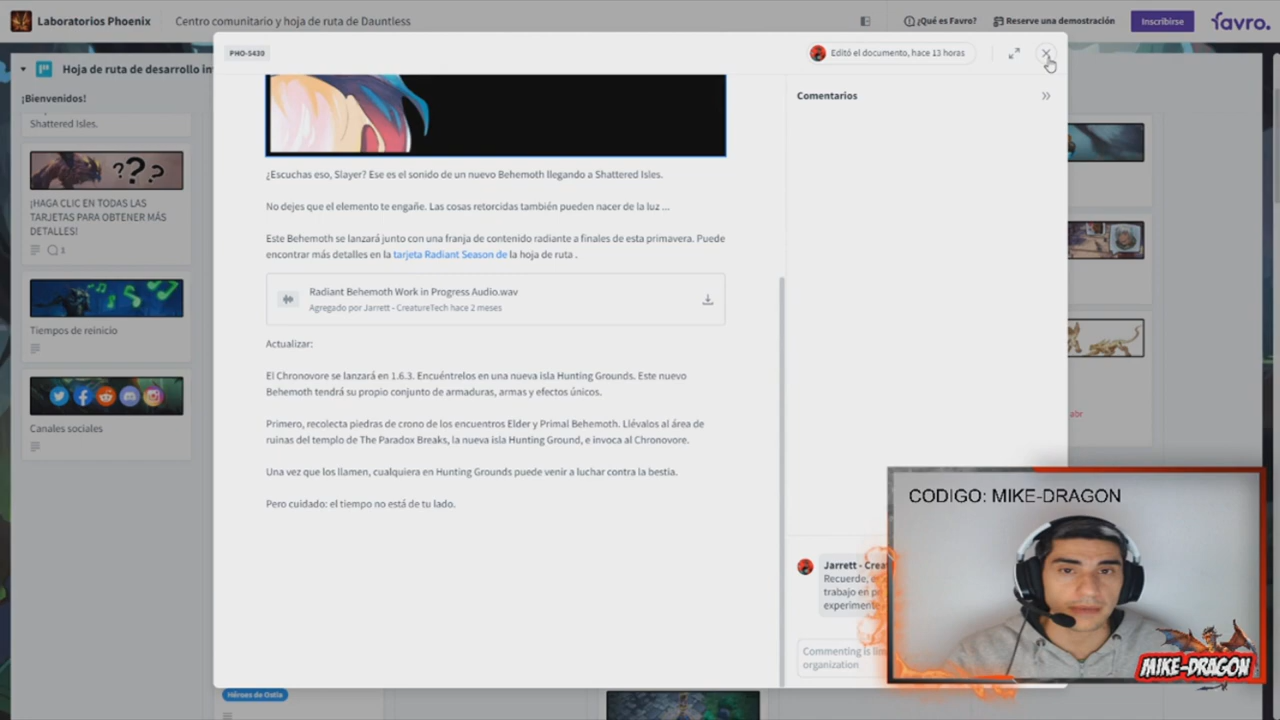 Laboratorios Phoenix
Centro comunitario y hoja de ruta de Dauntless
¿Qué es Favro?
Reserve una demostración
Inscribirse
favro.
Hoja de ruta de desarrollo in
¡Bienvenidos!
Shattered Isles.
???
¡HAGA CLIC EN TODAS LAS
TARJETAS PARA OBTENER MÁS
DETALLES!
1
Tiempos de reinicio
Canales sociales
PHO-5430
Editó el documento, hace 13 horas
¿Escuchas eso, Slayer? Ese es el sonido de un nuevo Behemoth llegando a Shattered Isles.
No dejes que el elemento te engañe. Las cosas retorcidas también pueden nacer de la luz ...
Este Behemoth se lanzará junto con una franja de contenido radiante a finales de esta primavera. Puede
encontrar más detalles en la tarjeta Radiant Season de la hoja de ruta .
Radiant Behemoth Work in Progress Audio.wav
Agregado por Jarrett - CreatureTech hace 2 meses
Actualizar:
El Chronovore se lanzará en 1.6.3. Encuéntrelos en una nueva isla Hunting Grounds. Este nuevo
Behemoth tendrá su propio conjunto de armaduras, armas y efectos únicos.
Primero, recolecta piedras de crono de los encuentros Elder y Primal Behemoth. Llévalos al área de
ruinas del templo de The Paradox Breaks, la nueva isla Hunting Ground, e invoca al Chronovore.
Una vez que los llamen, cualquiera en Hunting Grounds puede venir a luchar contra la bestia.
Pero cuidado: el tiempo no está de tu lado.
Comentarios
Jarrett - Crea
Recuerde, e
trabajo en p
experimente
Commenting is lim
organization
abr
Héroes de Ostia
CODIGO: MIKE-DRAGON
MIKE-DRAGON